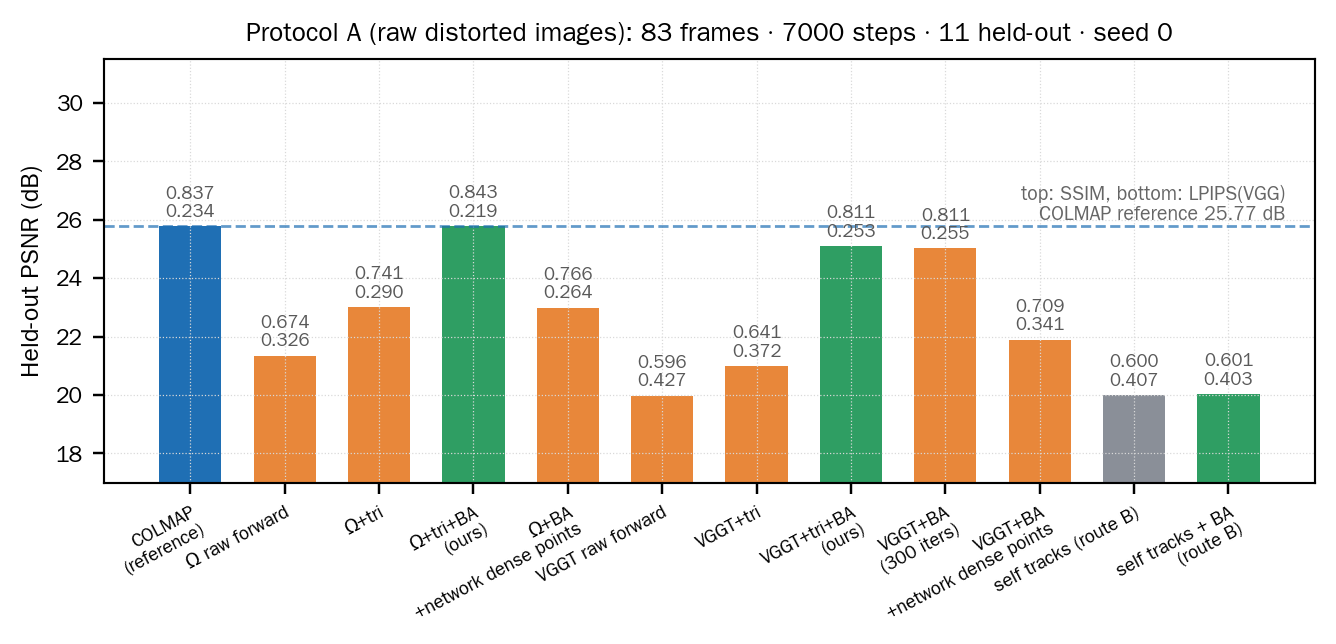 Protocol A (raw distorted images): 83 frames · 7000 steps · 11 held-out · seed 0
Held-out PSNR (dB)
30
28
26
24
22
20
18
0.837
0.234
0.674
0.326
0.741
0.290
0.843
0.219
0.766
0.264
0.596
0.427
0.641
0.372
0.811
0.253
0.811
0.255
0.709
0.341
0.600
0.407
0.601
0.403
top: SSIM, bottom: LPIPS(VGG)
COLMAP reference 25.77 dB
COLMAP
(reference)
Ω raw forward
Ω+tri
Ω+tri+BA
(ours)
Ω+BA
+network dense points
VGGT raw forward
VGGT+tri
VGGT+tri+BA
(ours)
VGGT+BA
(300 iters)
VGGT+BA
+network dense points
self tracks (route B)
self tracks + BA
(route B)